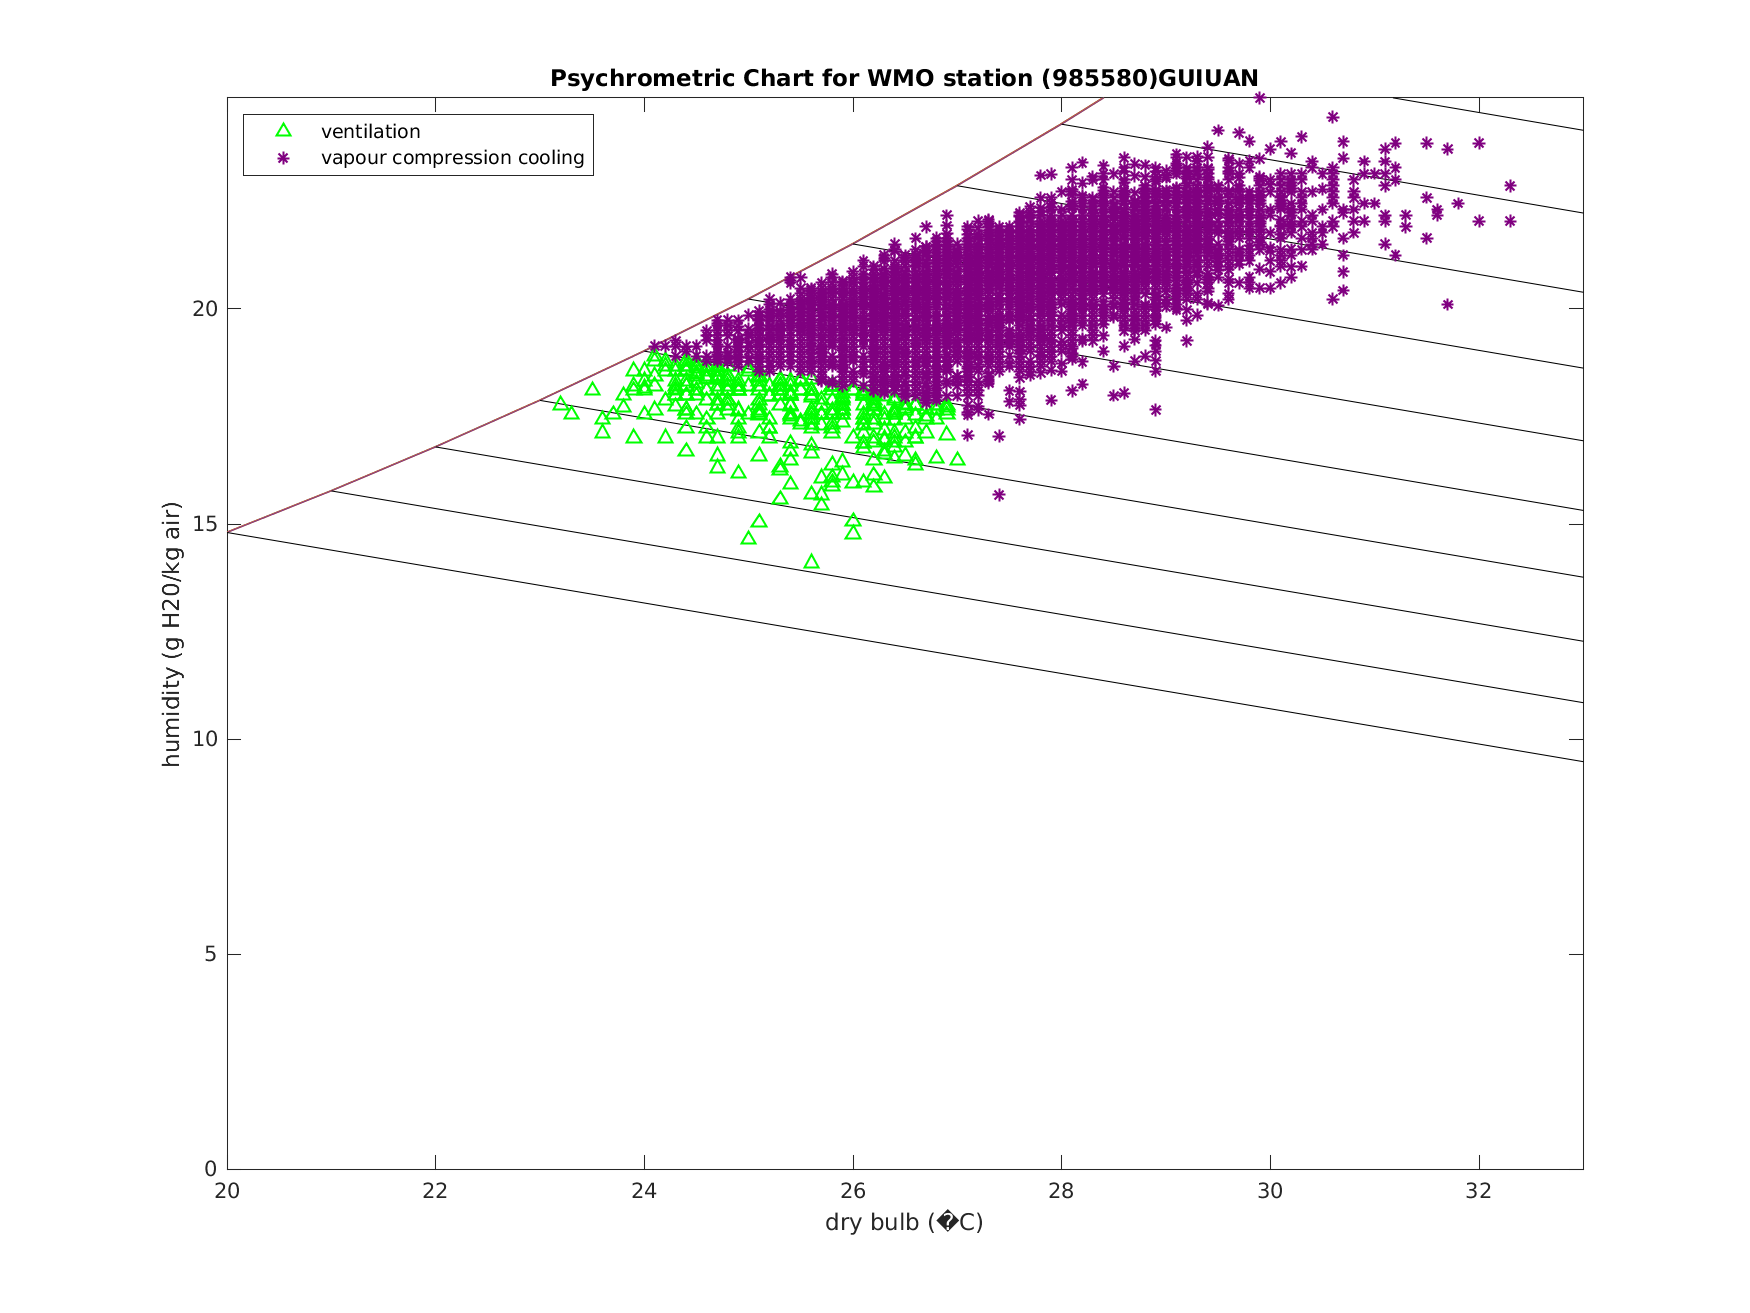 Psychrometric Chart for WMO station (985580)GUIUAN
ventilation
vapour compression cooling
humidity (g H20/kg air)
20
15
10
5
0
20 22 24 26 28 30 32
dry bulb (�C)